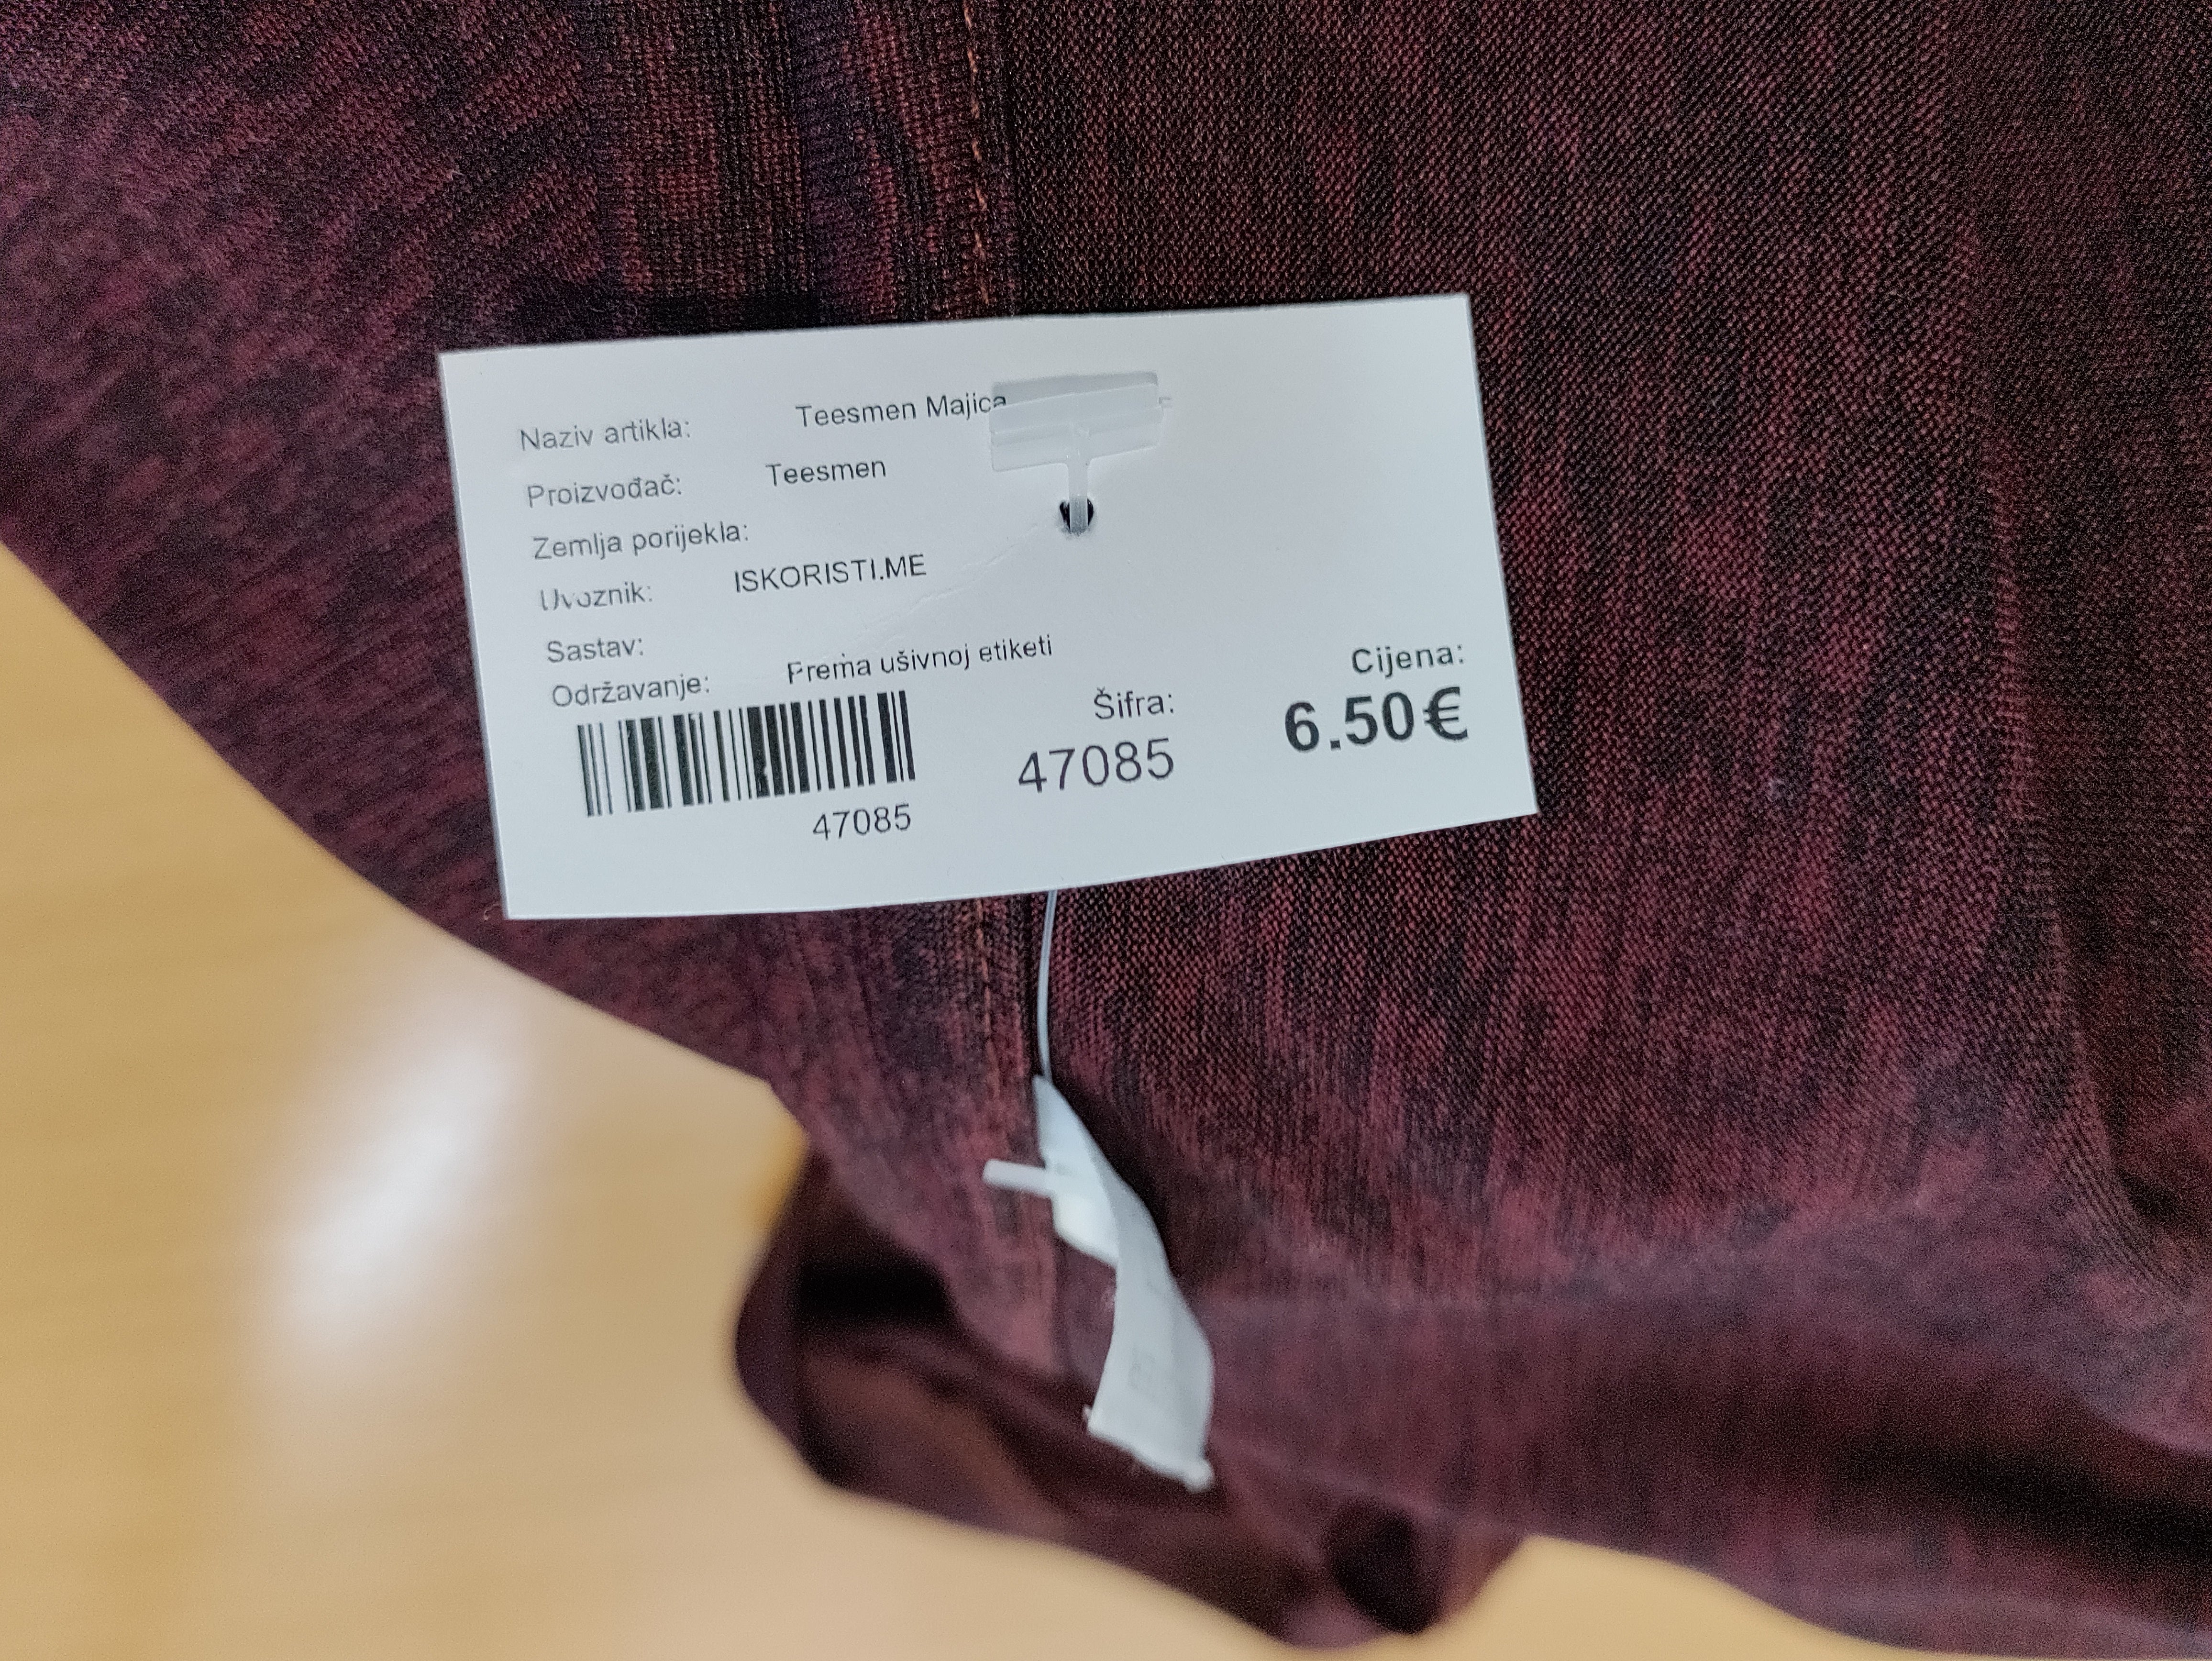 Naziv artikla: Teesmen Majica
Proizvođač: Teesmen
Zemlja porijekla:
Uvoznik: ISKORISTI.ME
Sastav:
Održavanje: Prema ušivnoj etiketi
47085
Šifra:
47085
Cijena:
6.50€